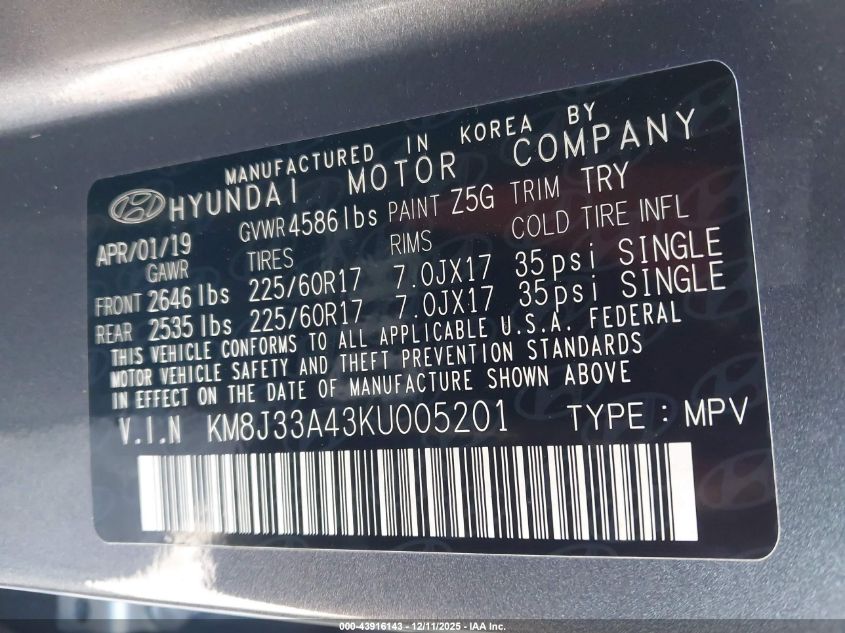 MANUFACTURED IN KOREA BY
HYUNDAI MOTOR COMPANY
APR/01/19 GVWR 4586lbs PAINT Z5G TRIM TRY
GAWR TIRES RIMS COLD TIRE INFL
FRONT 2646 lbs 225/60R17 7.0JX17 35psi SINGLE
REAR 2535 lbs 225/60R17 7.0JX17 35psi SINGLE
THIS VEHICLE CONFORMS TO ALL APPLICABLE U.S.A. FEDERAL
MOTOR VEHICLE SAFETY AND THEFT PREVENTION STANDARDS
IN EFFECT ON THE DATE OF MANUFACTURE SHOWN ABOVE
V.I.N KM8J33A43KU005201 TYPE : MPV
000-43916143 - 12/11/2025 - IAA Inc.